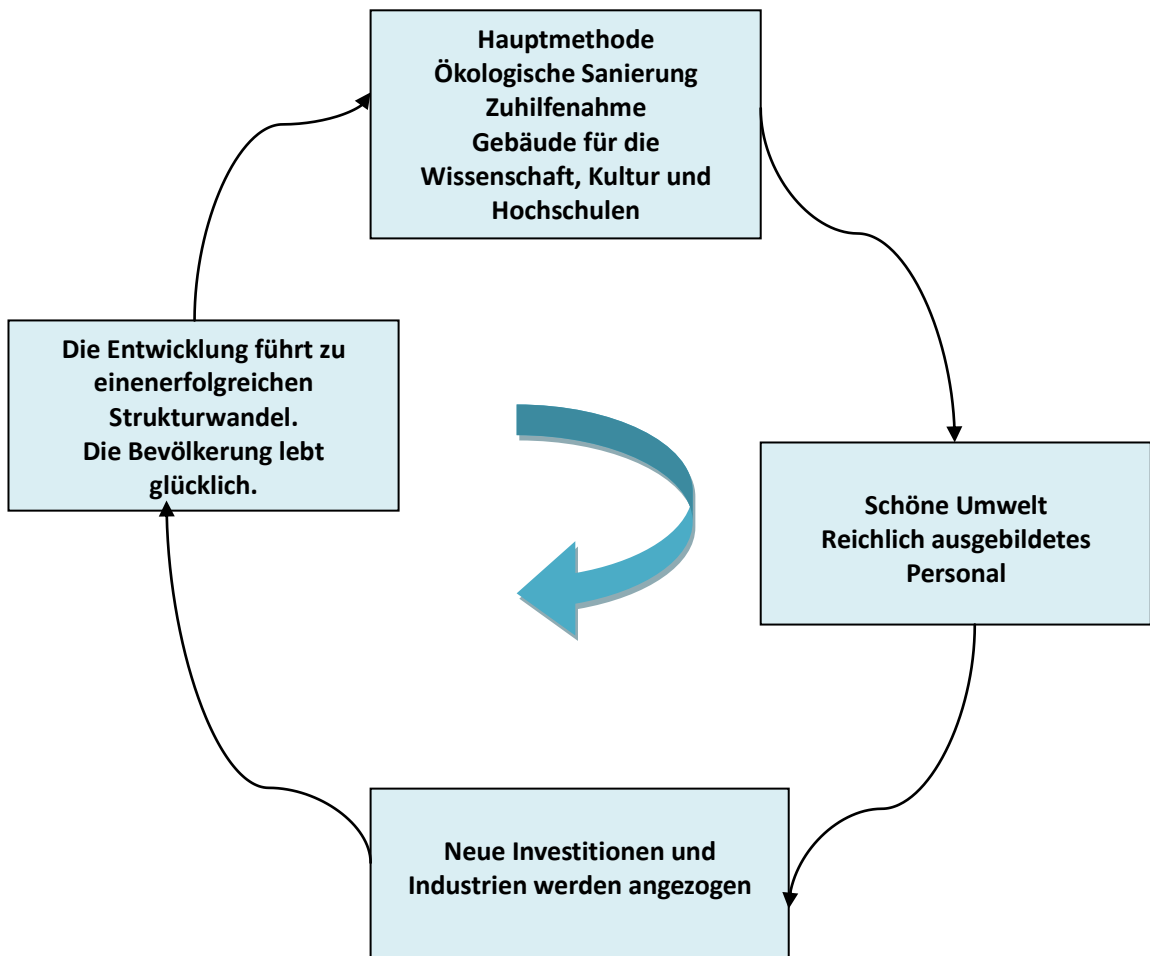 Hauptmethode
Ökologische Sanierung
Zuhilfenahme
Gebäude für die
Wissenschaft, Kultur und
Hochschulen
Die Entwicklung führt zu
einenerfolgreichen
Strukturwandel.
Die Bevölkerung lebt
glücklich.
Schöne Umwelt
Reichlich ausgebildetes
Personal
Neue Investitionen und
Industrien werden angezogen